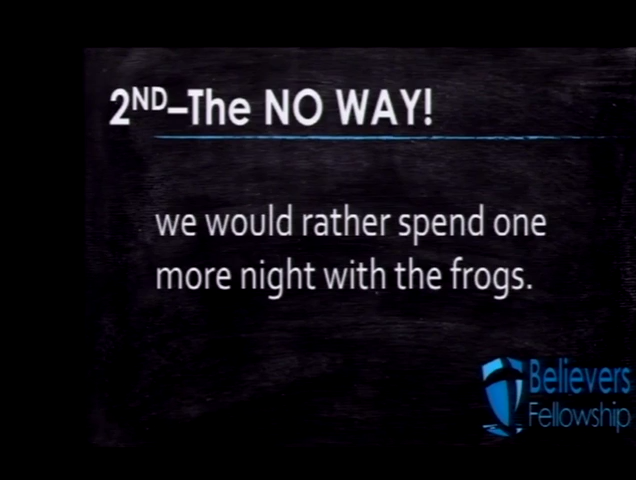 2ND–The NO WAY!
we would rather spend one
more night with the frogs.
Believers
Fellowship